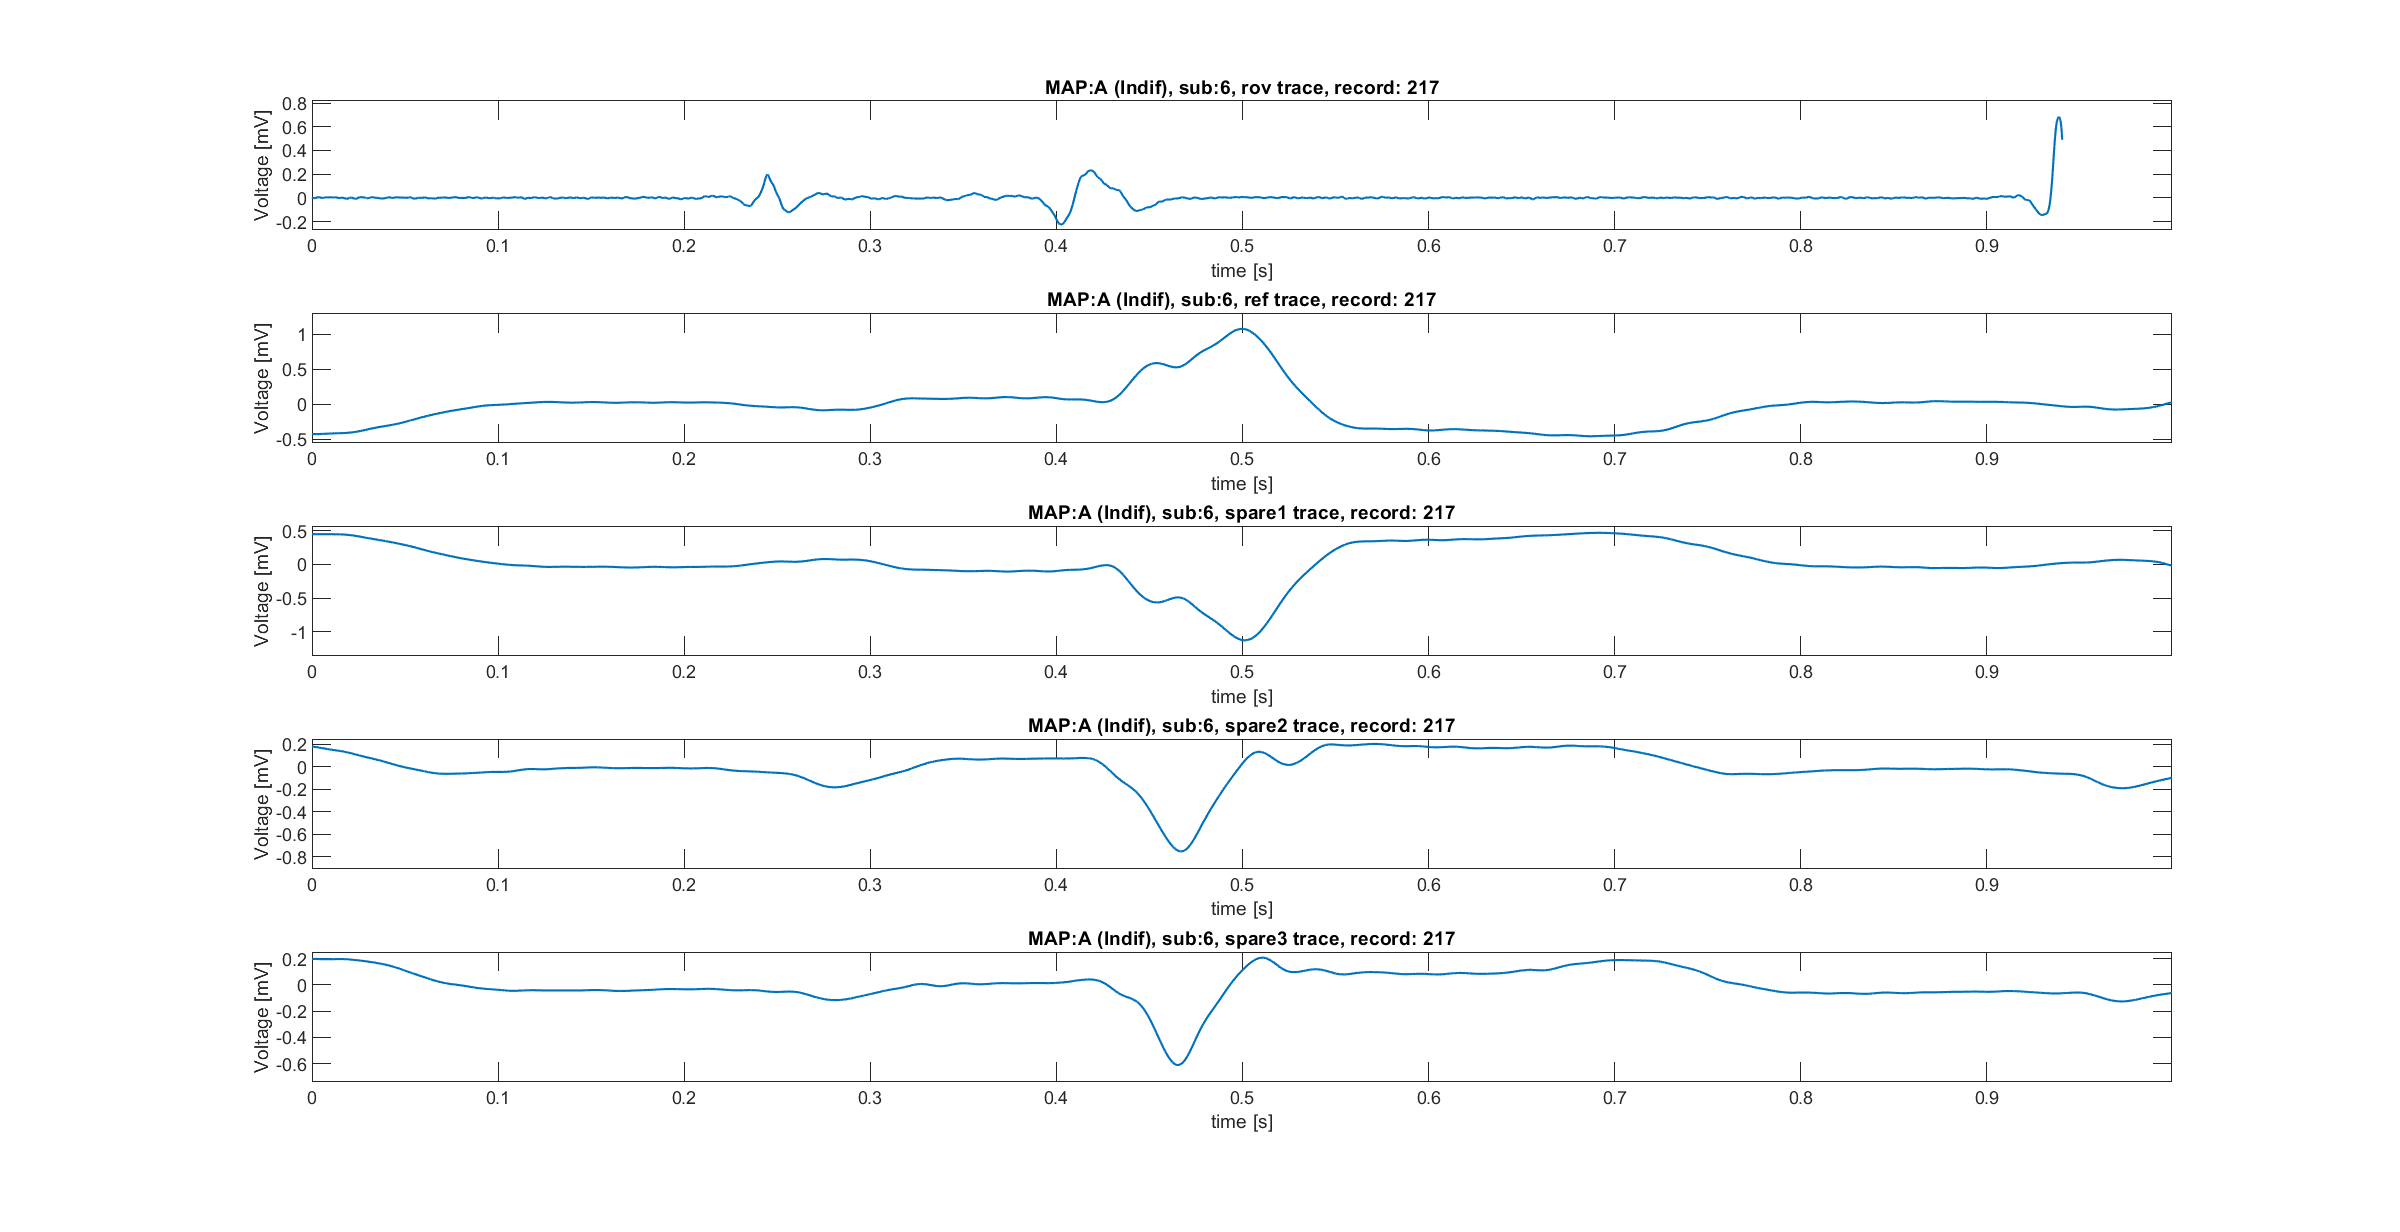 MAP:A (Indif), sub:6, rov trace, record: 217
Voltage [mV]
0.8
0.6
0.4
0.2
0
-0.2
0 0.1 0.2 0.3 0.4 0.5 0.6 0.7 0.8 0.9
time [s]
MAP:A (Indif), sub:6, ref trace, record: 217
Voltage [mV]
1
0.5
0
-0.5
0 0.1 0.2 0.3 0.4 0.5 0.6 0.7 0.8 0.9
time [s]
MAP:A (Indif), sub:6, spare1 trace, record: 217
Voltage [mV]
0.5
0
-0.5
-1
0 0.1 0.2 0.3 0.4 0.5 0.6 0.7 0.8 0.9
time [s]
MAP:A (Indif), sub:6, spare2 trace, record: 217
Voltage [mV]
0.2
0
-0.2
-0.4
-0.6
-0.8
0 0.1 0.2 0.3 0.4 0.5 0.6 0.7 0.8 0.9
time [s]
MAP:A (Indif), sub:6, spare3 trace, record: 217
Voltage [mV]
0.2
0
-0.2
-0.4
-0.6
0 0.1 0.2 0.3 0.4 0.5 0.6 0.7 0.8 0.9
time [s]